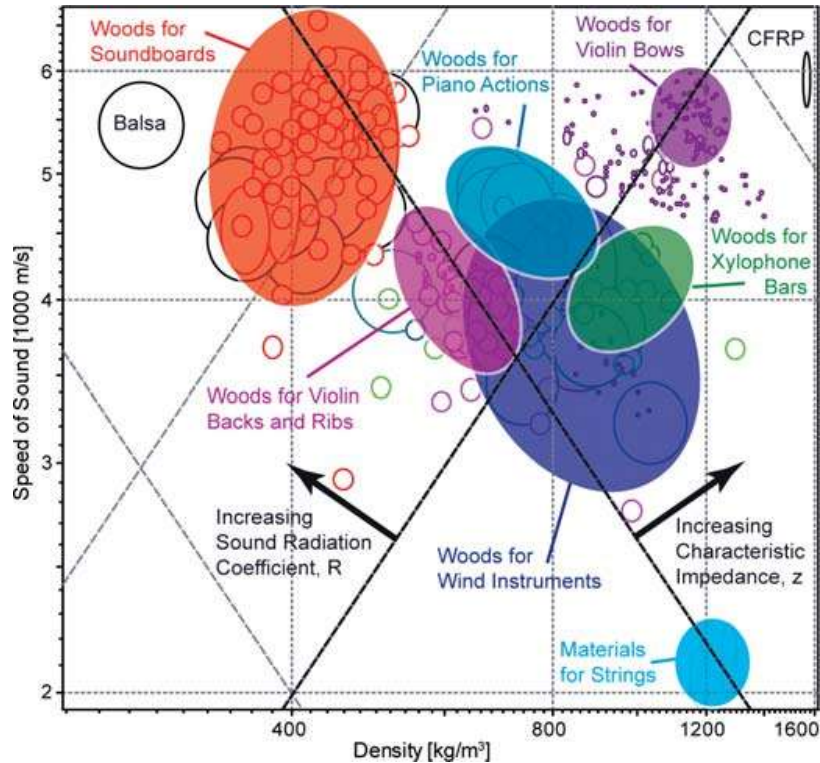 Woods for
Soundboards
Woods for
Piano Actions
Woods for
Violin Bows
CFRP
Balsa
Woods for
Xylophone
Bars
Woods for Violin
Backs and Ribs
Increasing
Sound Radiation
Coefficient, R
Woods for
Wind Instruments
Increasing
Characteristic
Impedance, z
Materials
for Strings
Speed of Sound [1000 m/s]
6
5
4
3
2
400
800
1200
1600
Density [kg/m³]